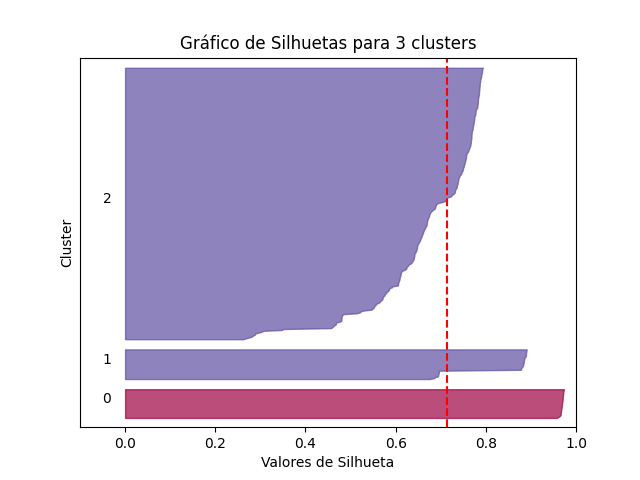 Gráfico de Silhuetas para 3 clusters
Cluster
2
1
0
0.0 0.2 0.4 0.6 0.8 1.0
Valores de Silhueta